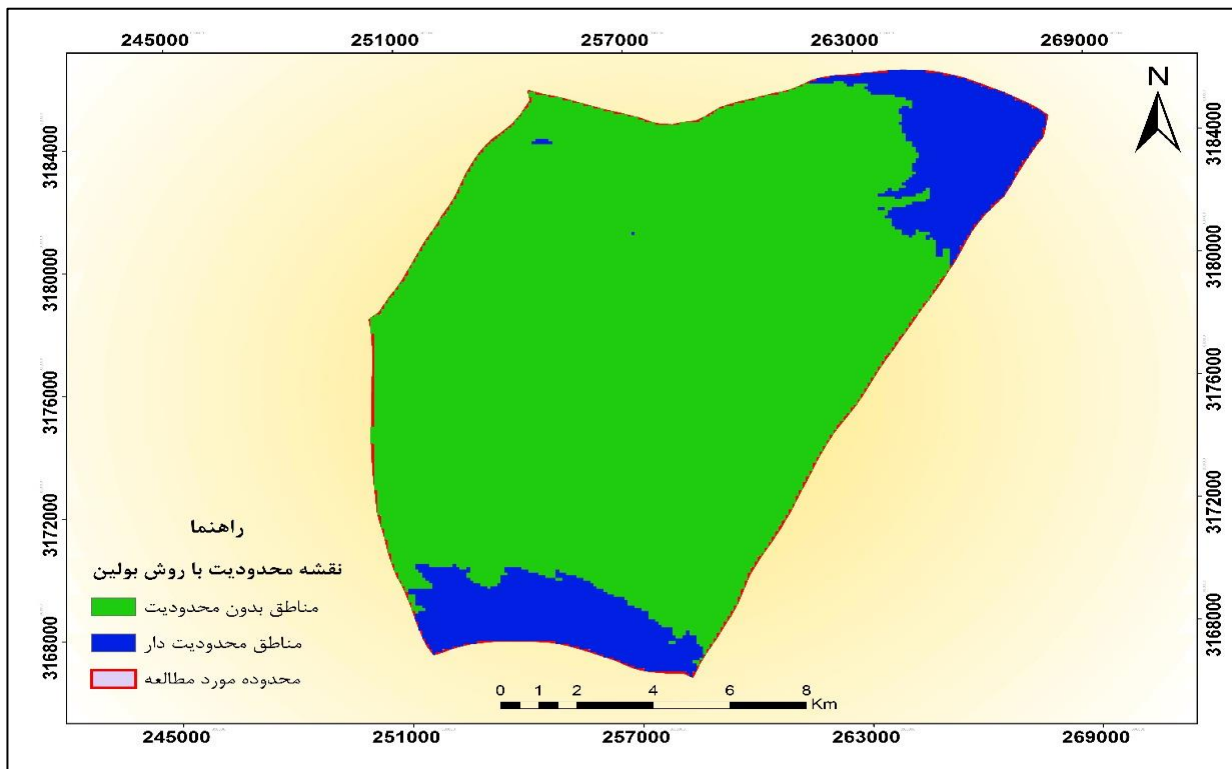 245000 251000 257000 263000 269000
N
3184000 3180000 3176000 3172000 3168000
3184000 3180000 3176000 3172000 3168000
راهنما
نقشه محدودیت با روش بولین
مناطق بدون محدودیت
مناطق محدودیت دار
محدوده مورد مطالعه
0 1 2 4 6 8
Km
245000 251000 257000 263000 269000